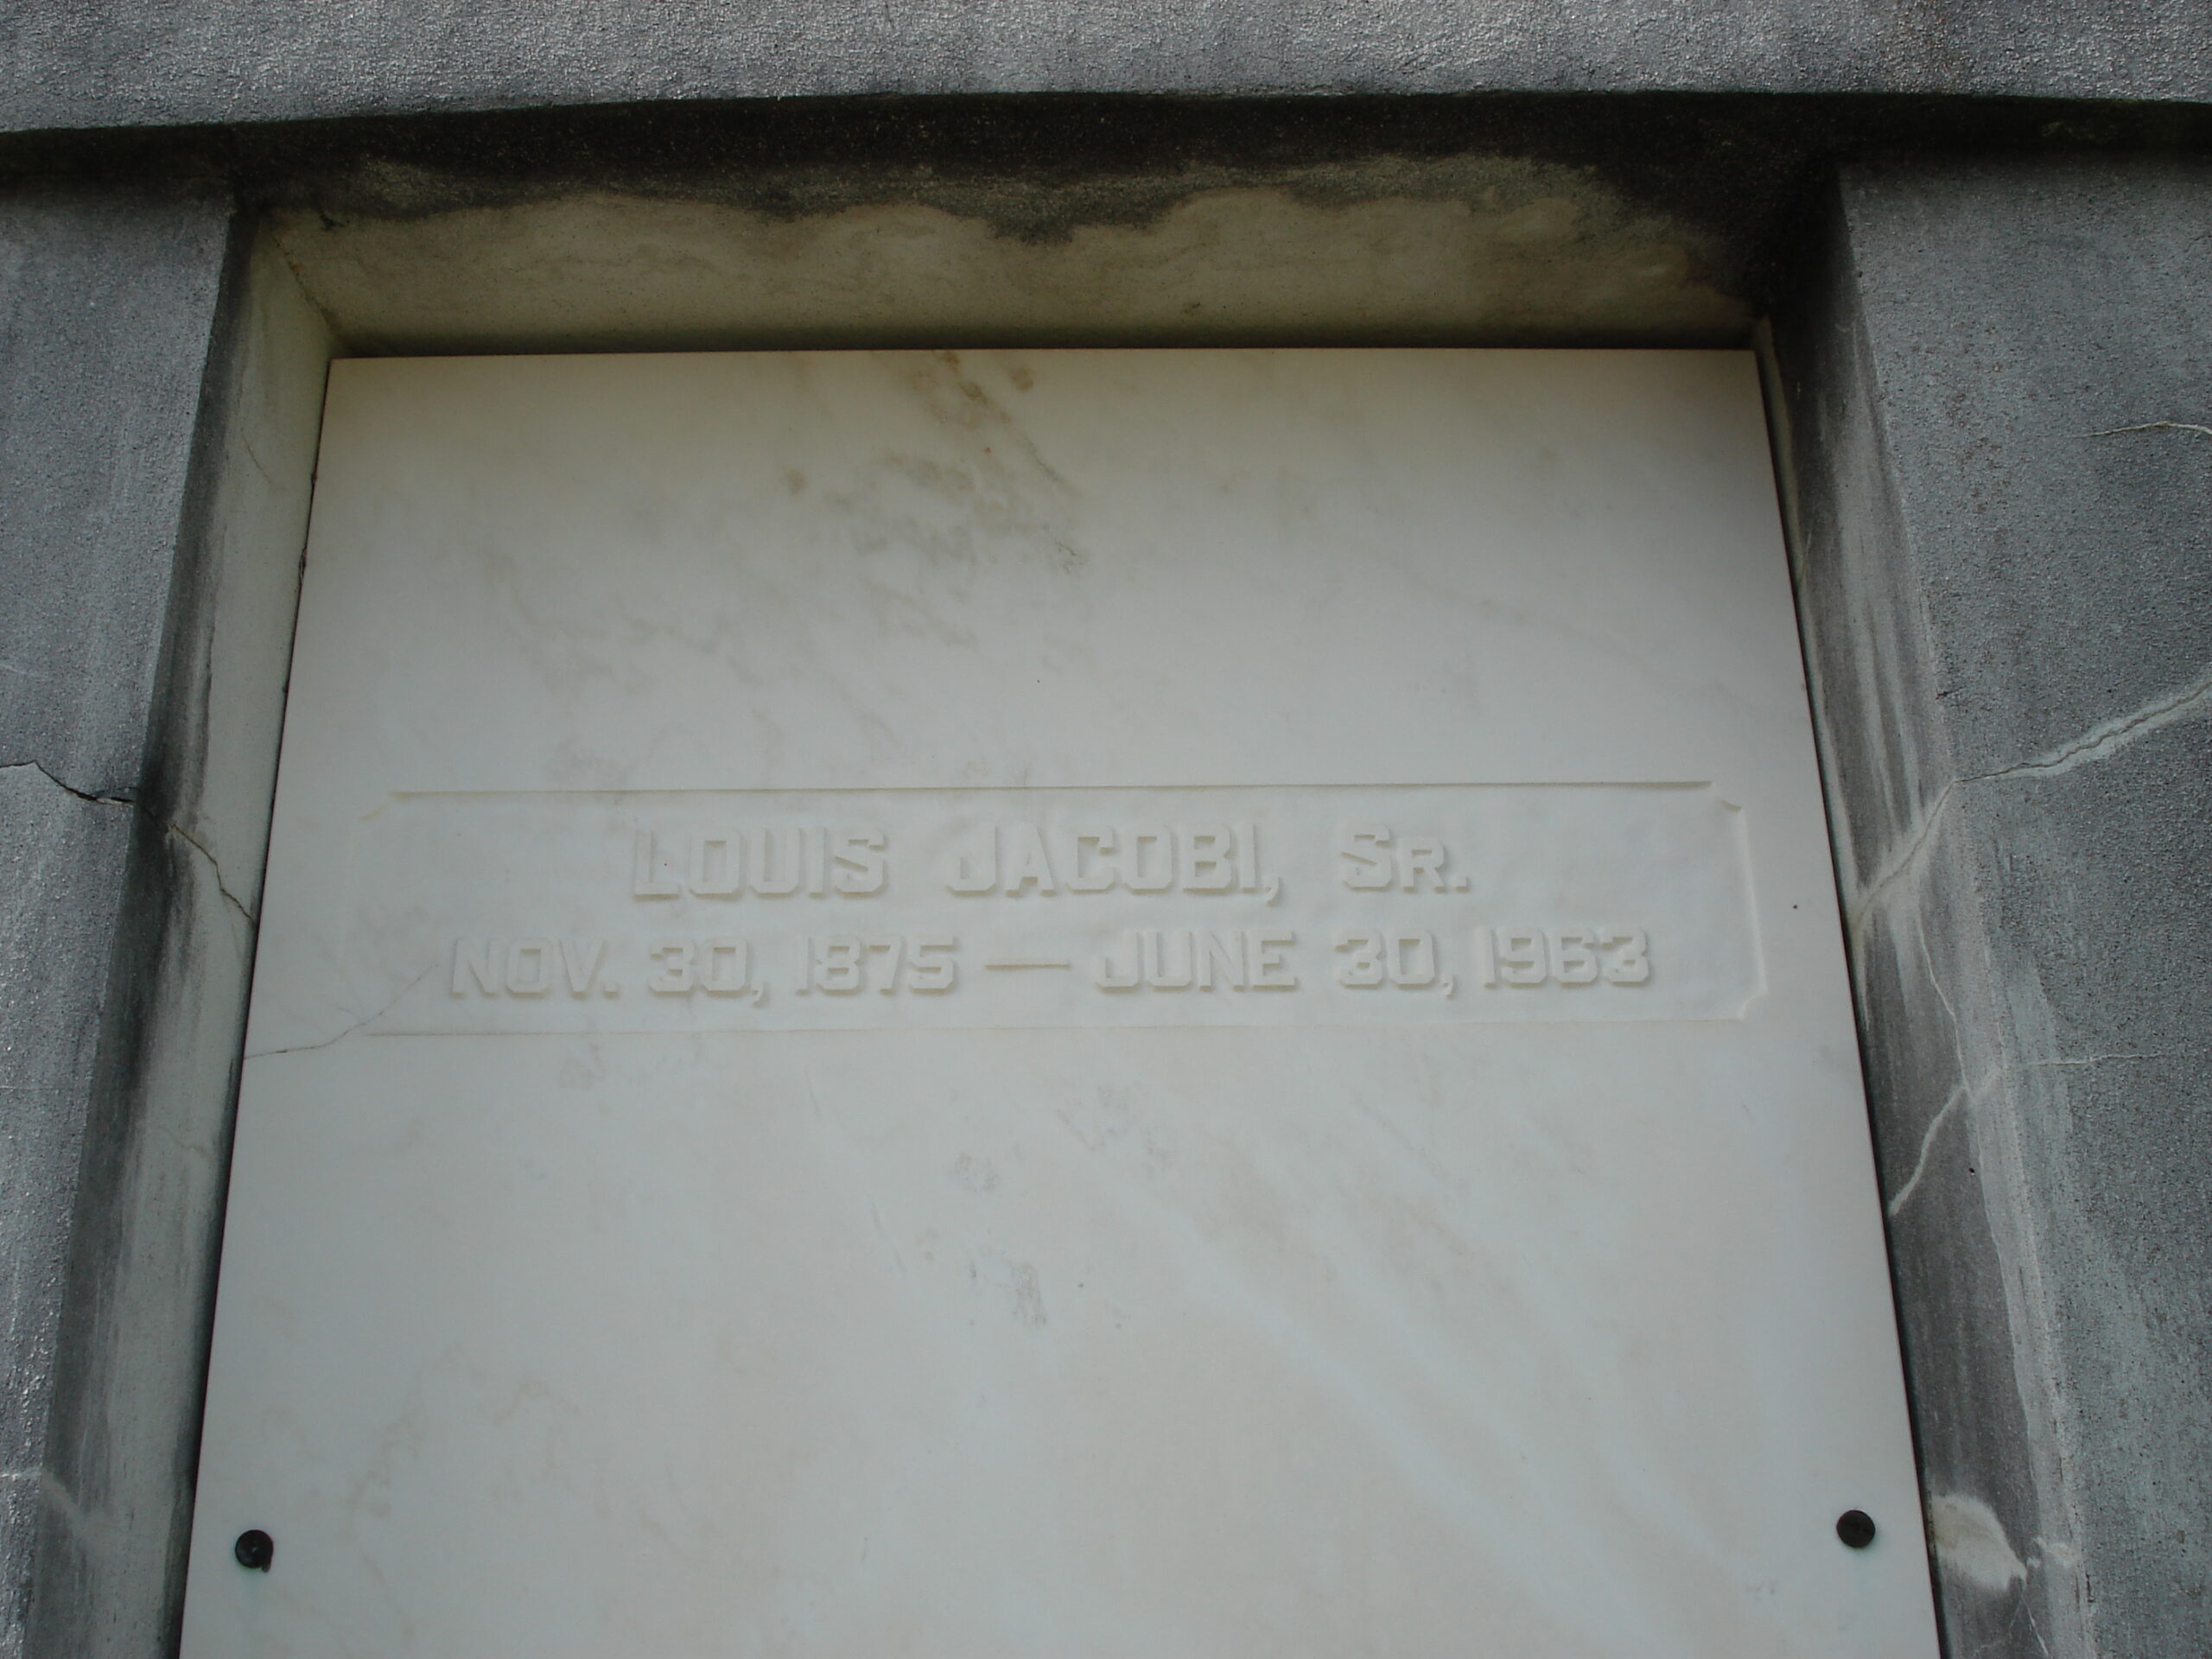 LOUIS JACOBI, SR.
NOV. 30, 1875 — JUNE 30, 1963